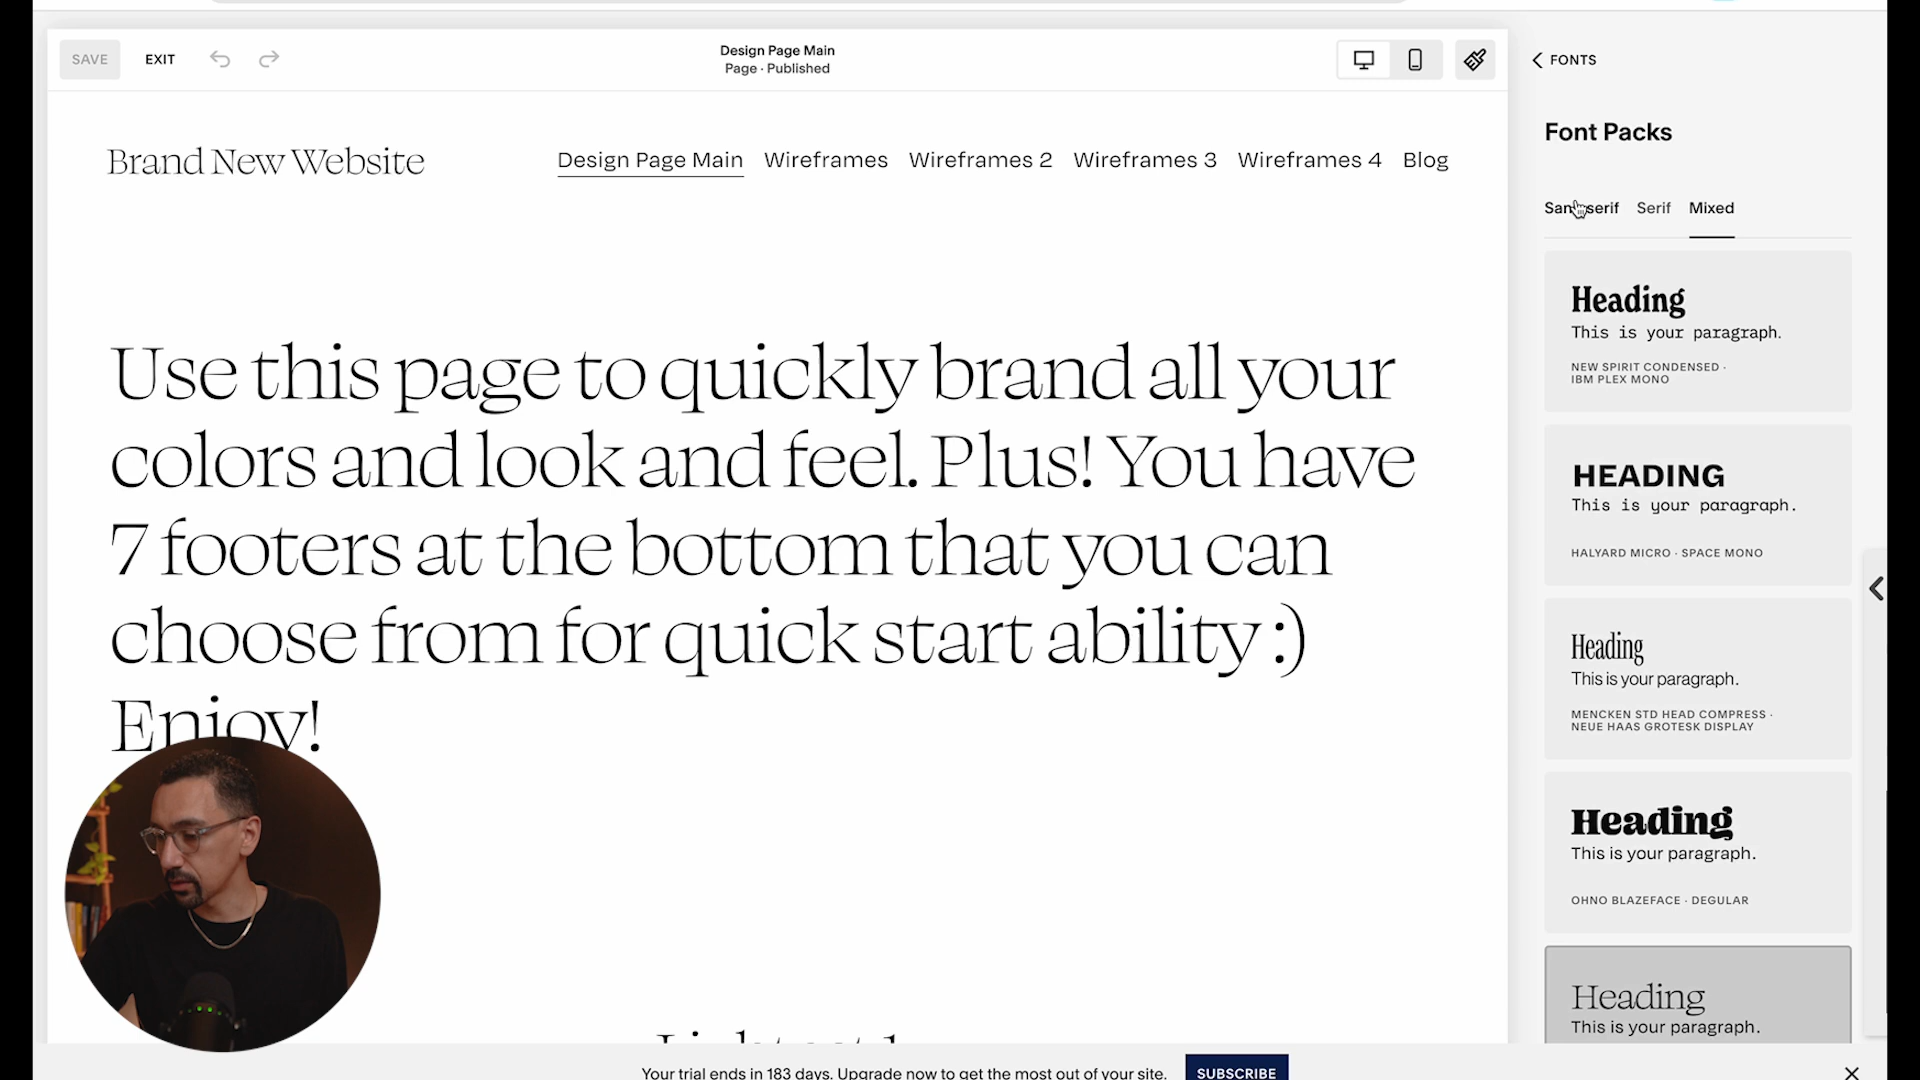 SAVE
EXIT
Design Page Main
Page · Published
FONTS
Brand New Website
Design Page Main
Wireframes
Wireframes 2
Wireframes 3
Wireframes 4
Blog
Use this page to quickly brand all your
colors and look and feel. Plus! You have
7 footers at the bottom that you can
choose from for quick start ability :)
Enjoy!
Font Packs
Sans serif
Serif
Mixed
Heading
This is your paragraph.
NEW SPIRIT CONDENSED ·
IBM PLEX MONO
HEADING
This is your paragraph.
HALYARD MICRO · SPACE MONO
Heading
This is your paragraph.
MENCKEN STD HEAD COMPRESS ·
NEUE HAAS GROTESK DISPLAY
Heading
This is your paragraph.
OHNO BLAZEFACE · DEGULAR
Heading
This is your paragraph.
Your trial ends in 183 days. Upgrade now to get the most out of your site.
SUBSCRIBE